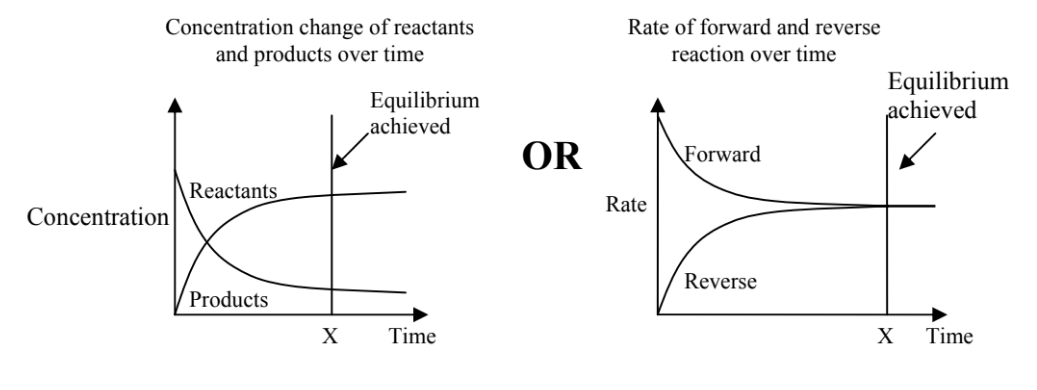 Concentration change of reactants
and products over time
Equilibrium
achieved
Reactants
Concentration
Products
X
Time
OR
Rate of forward and reverse
reaction over time
Equilibrium
achieved
Forward
Rate
Reverse
X
Time